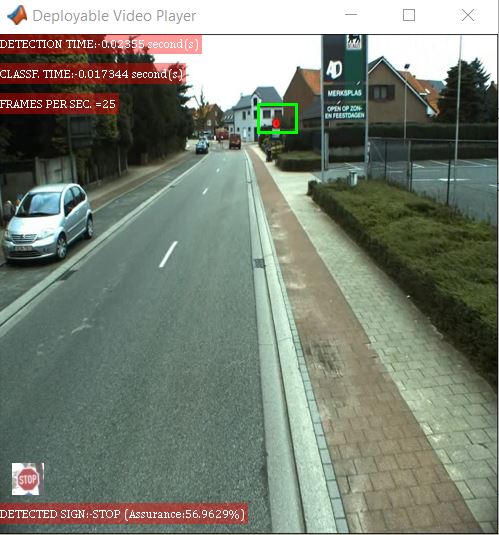 Deployable Video Player
DETECTION TIME:-0.02355 second(s)
CLASSF. TIME:-0.017344 second(s)
FRAMES PER SEC. =25
AD
MERKSPLAS
OPEN OP ZON-
EN FEESTDAGEN
STOP
DETECTED SIGN:-STOP (Assurance:56.9629%)